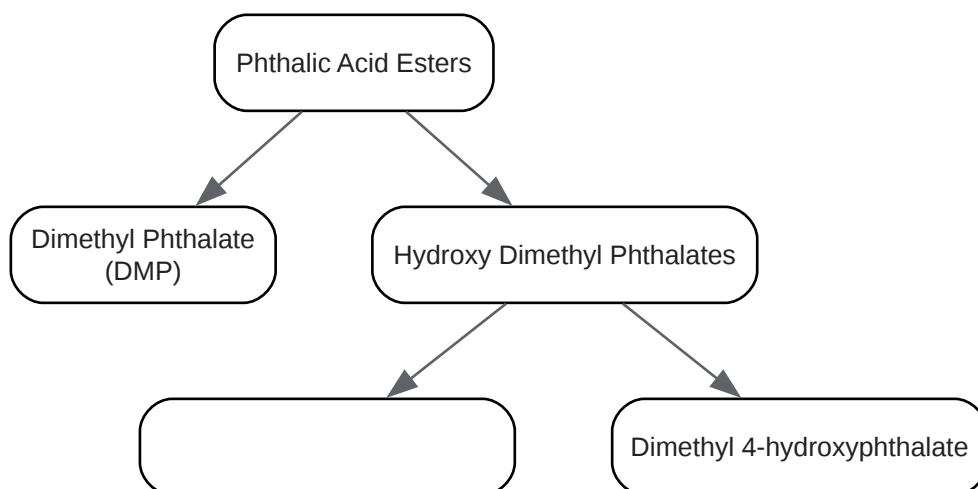 Phthalic Acid Esters
Dimethyl Phthalate
(DMP)
Hydroxy Dimethyl Phthalates
Dimethyl 4-hydroxyphthalate